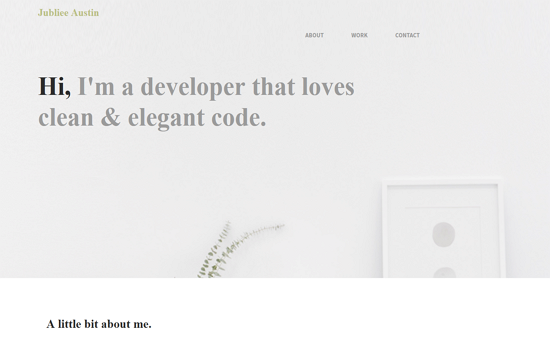 Jubliee Austin
ABOUT WORK CONTACT
Hi, I'm a developer that loves
clean & elegant code.
A little bit about me.